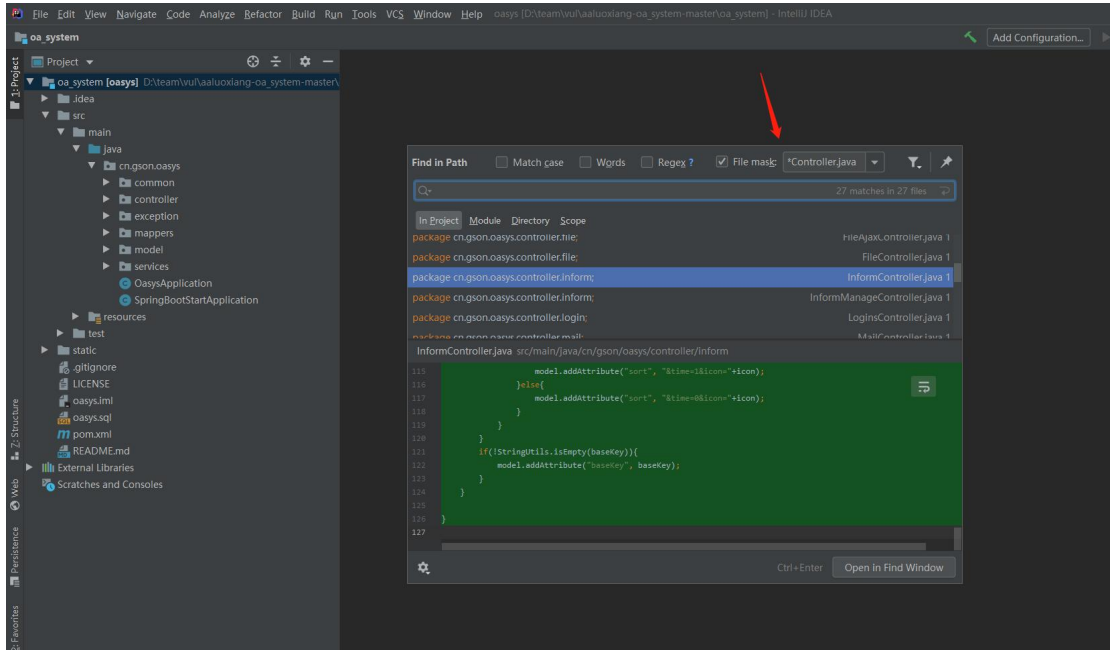 File Edit View Navigate Code Analyze Refactor Build Run Tools VCS Window Help oasys [D:\team\vul\aaluoxiang-oa_system-master\oa_system] - IntelliJ IDEA
oa_system
Add Configuration...
1: Project
Project
oa_system [oasys] D:\team\vul\aaluoxiang-oa_system-master\
.idea
src
main
java
cn.gson.oasys
common
controller
exception
mappers
model
services
OasysApplication
SpringBootStartApplication
resources
test
static
.gitignore
LICENSE
oasys.iml
oasys.sql
pom.xml
README.md
External Libraries
Scratches and Consoles
Z: Structure
Web
Persistence
Favorites
Find in Path Match case Words Regex ? File mask: *Controller.java
27 matches in 27 files
In Project Module Directory Scope
package cn.gson.oasys.controller.file; FileAjaxController.java 1
package cn.gson.oasys.controller.file; FileController.java 1
package cn.gson.oasys.controller.inform; InformController.java 1
package cn.gson.oasys.controller.inform; InformManageController.java 1
package cn.gson.oasys.controller.login; LoginsController.java 1
package cn.gson.oasys.controller.mail; MailController.java 1
InformController.java src/main/java/cn/gson/oasys/controller/inform
115 model.addAttribute("sort", "&time=1&icon="+icon);
116 }else{
117 model.addAttribute("sort", "&time=0&icon="+icon);
118 }
119 }
120 }
121 if(!StringUtils.isEmpty(baseKey)){
122 model.addAttribute("baseKey", baseKey);
123 }
124 }
125
126 }
127
Ctrl+Enter Open in Find Window